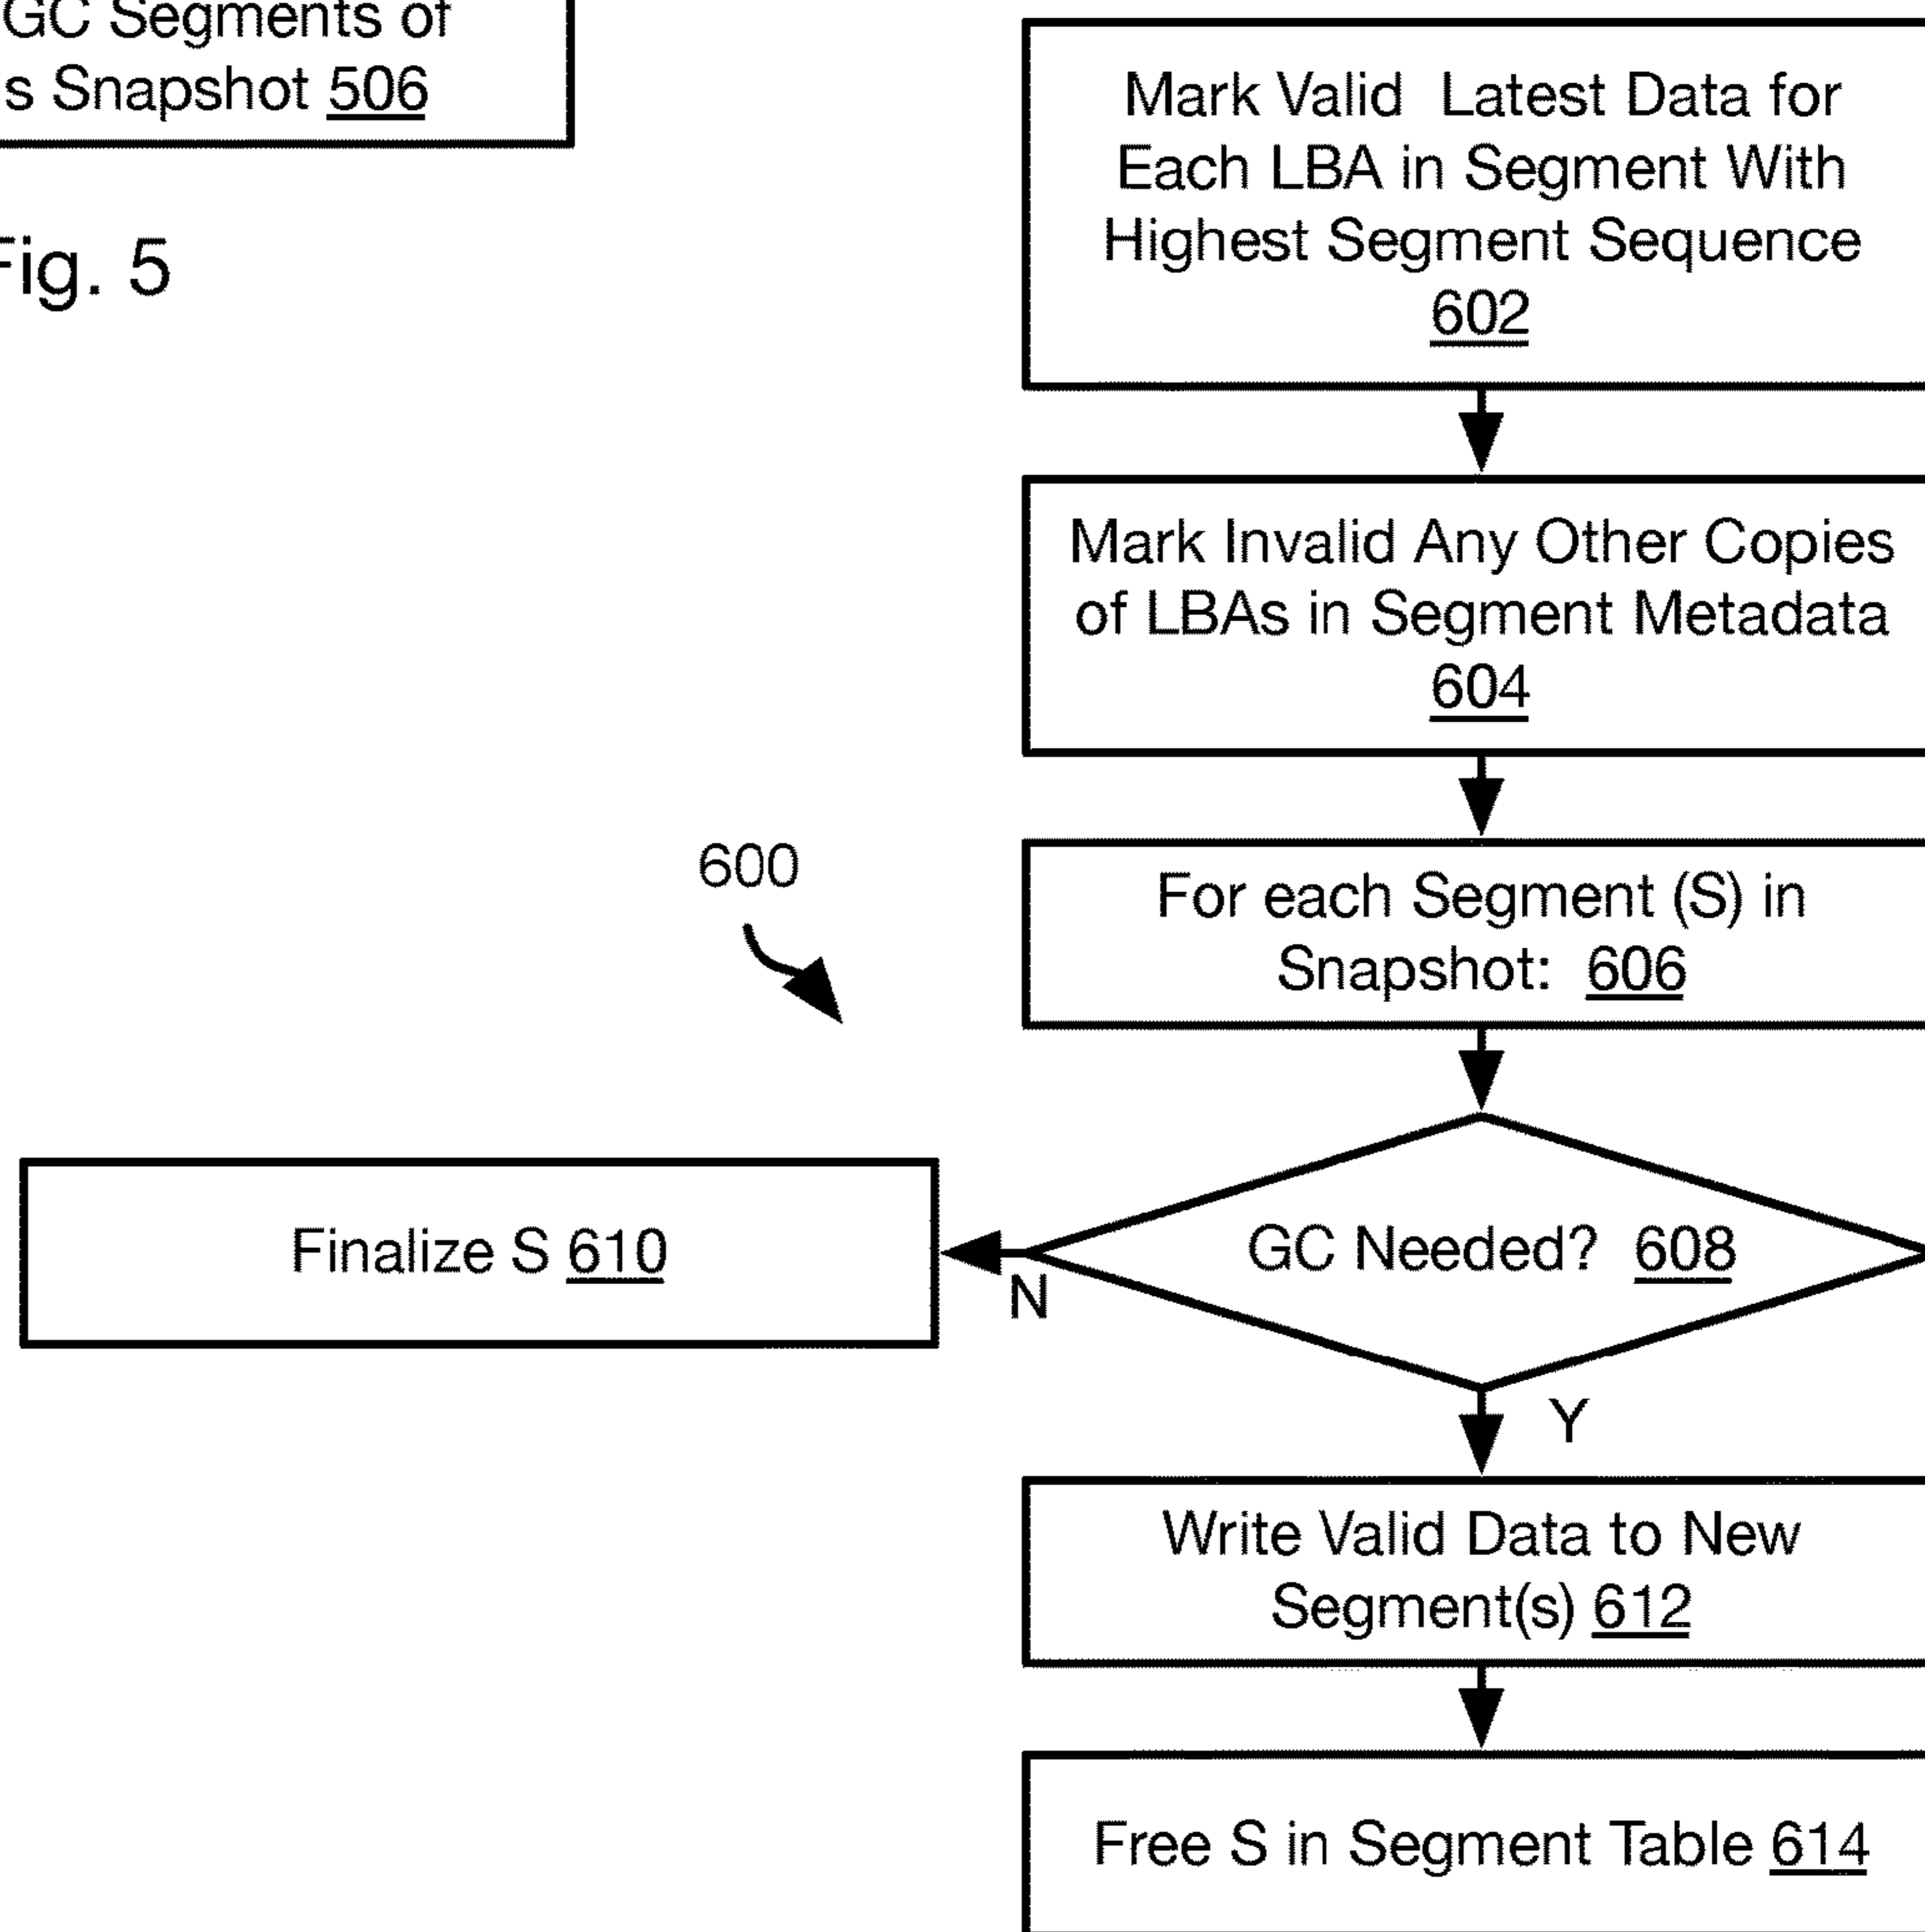 GC Segments of
s Snapshot 506
Fig. 5
Mark Valid Latest Data for
Each LBA in Segment With
Highest Segment Sequence
602
Mark Invalid Any Other Copies
of LBAs in Segment Metadata
604
600
For each Segment (S) in
Snapshot: 606
GC Needed? 608
N
Finalize S 610
Y
Write Valid Data to New
Segment(s) 612
Free S in Segment Table 614